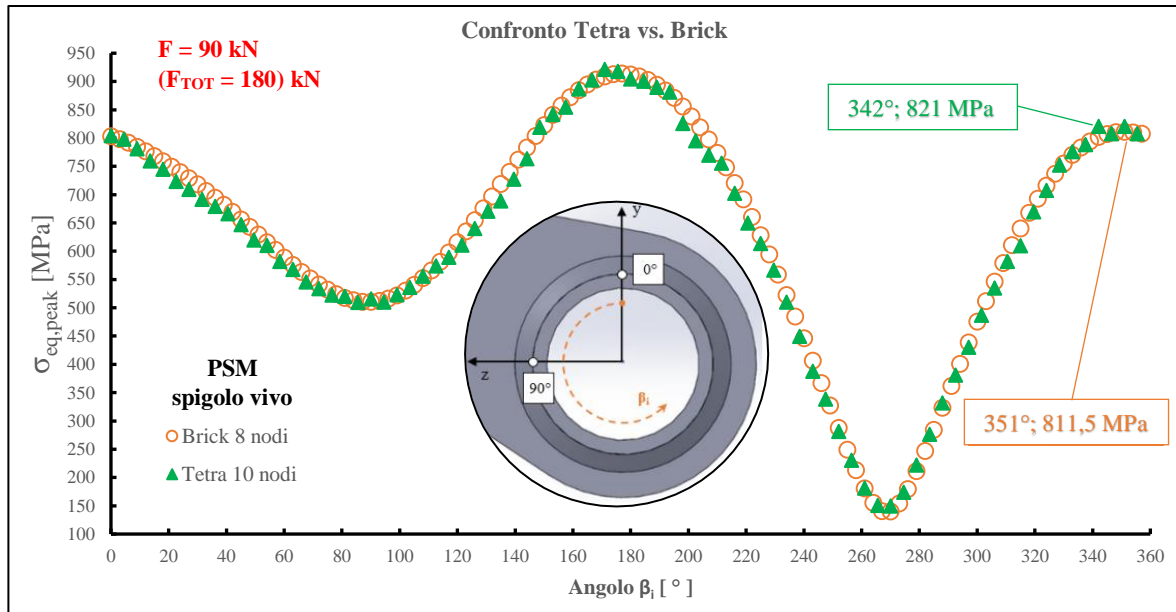 Confronto Tetra vs. Brick
F = 90 kN
(FTOT = 180) kN
σeq,peak [MPa]
950
900
850
800
750
700
650
600
550
500
450
400
350
300
250
200
150
100
342°; 821 MPa
351°; 811,5 MPa
y
0°
z
90°
βi
PSM
spigolo vivo
Brick 8 nodi
Tetra 10 nodi
0 20 40 60 80 100 120 140 160 180 200 220 240 260 280 300 320 340 360
Angolo βi [ ° ]